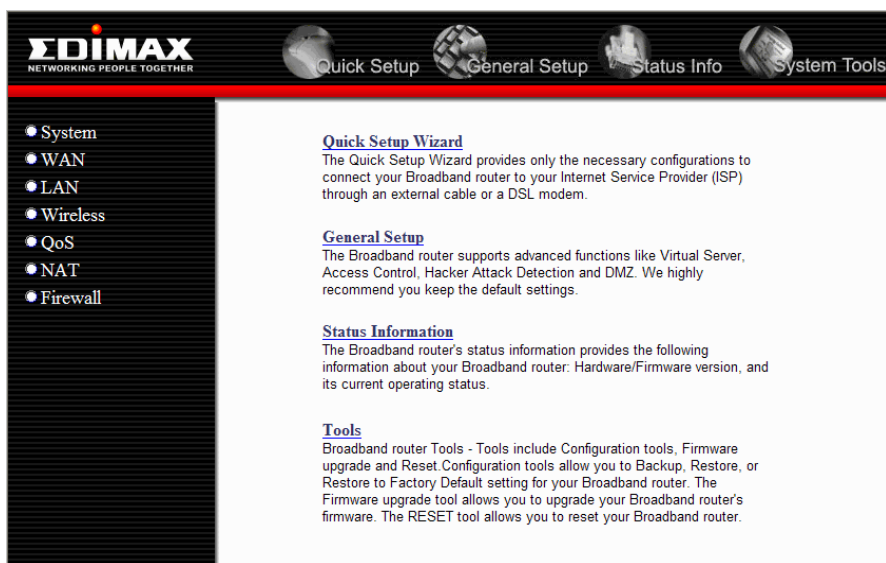 EDIMAX
NETWORKING PEOPLE TOGETHER
Quick Setup
General Setup
Status Info
System Tools
System
WAN
LAN
Wireless
QoS
NAT
Firewall
Quick Setup Wizard
The Quick Setup Wizard provides only the necessary configurations to
connect your Broadband router to your Internet Service Provider (ISP)
through an external cable or a DSL modem.
General Setup
The Broadband router supports advanced functions like Virtual Server,
Access Control, Hacker Attack Detection and DMZ. We highly
recommend you keep the default settings.
Status Information
The Broadband router's status information provides the following
information about your Broadband router: Hardware/Firmware version, and
its current operating status.
Tools
Broadband router Tools - Tools include Configuration tools, Firmware
upgrade and Reset.Configuration tools allow you to Backup, Restore, or
Restore to Factory Default setting for your Broadband router. The
Firmware upgrade tool allows you to upgrade your Broadband router's
firmware. The RESET tool allows you to reset your Broadband router.